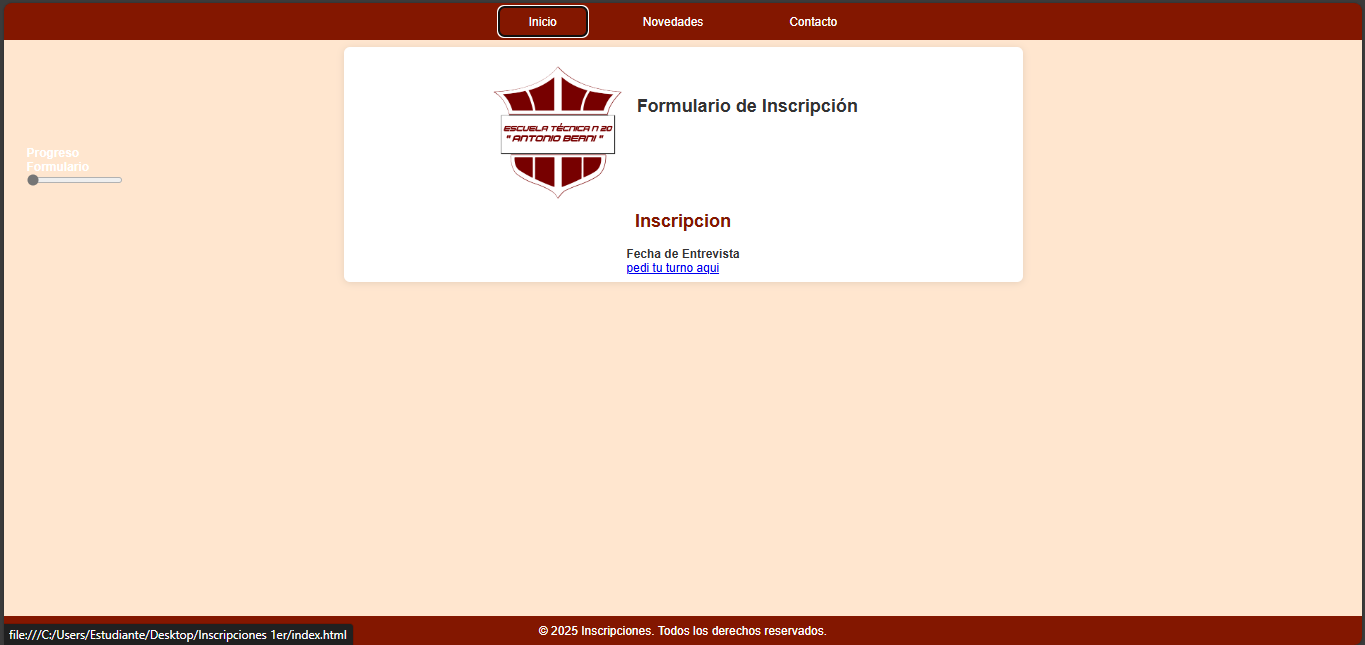 Inicio
Novedades
Contacto
Formulario de Inscripción
ESCUELA TÉCNICA N 20
" ANTONIO BERNI "
Progreso
Formulario
Inscripcion
Fecha de Entrevista
pedi tu turno aqui
© 2025 Inscripciones. Todos los derechos reservados.
file:///C:/Users/Estudiante/Desktop/Inscripciones 1er/index.html